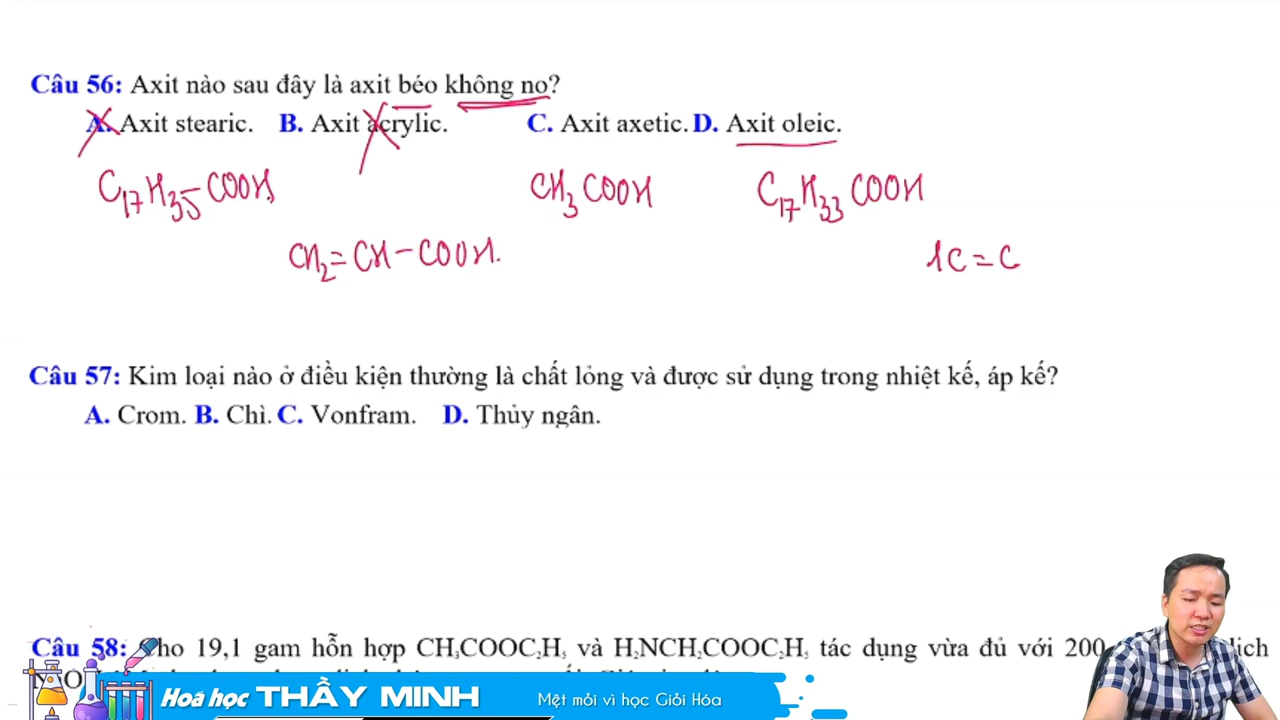 Câu 56: Axit nào sau đây là axit béo không no?
A. Axit stearic. B. Axit acrylic. C. Axit axetic. D. Axit oleic.
C17H35-COOH CH3COOH C17H33COOH
CH2=CH-COOH. 1C=C
Câu 57: Kim loại nào ở điều kiện thường là chất lỏng và được sử dụng trong nhiệt kế, áp kế?
A. Crom. B. Chì. C. Vonfram. D. Thủy ngân.
Câu 58: Cho 19,1 gam hỗn hợp CH3COOC2H5 và H2NCH2COOC2H5 tác dụng vừa đủ với 200
Hoá học THẦY MINH Mệt mỏi vì học Giỏi Hóa